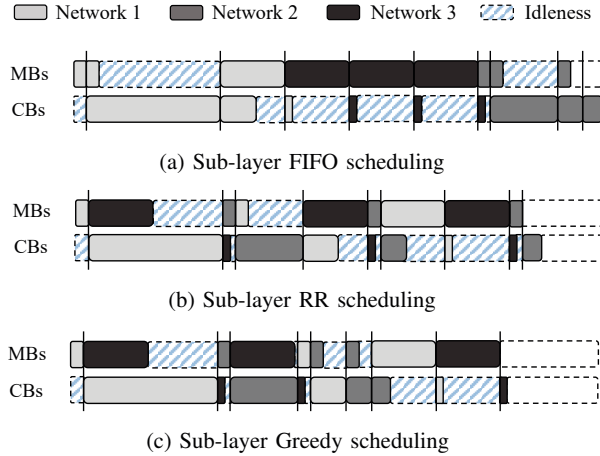 Network 1 Network 2 Network 3 Idleness
MBs
CBs
(a) Sub-layer FIFO scheduling
MBs
CBs
(b) Sub-layer RR scheduling
MBs
CBs
(c) Sub-layer Greedy scheduling